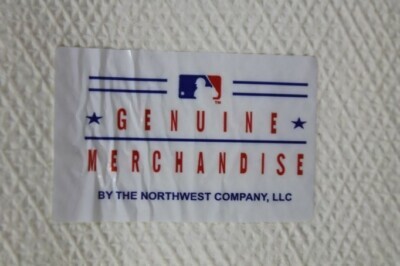 GENUINE
MERCHANDISE
BY THE NORTHWEST COMPANY, LLC